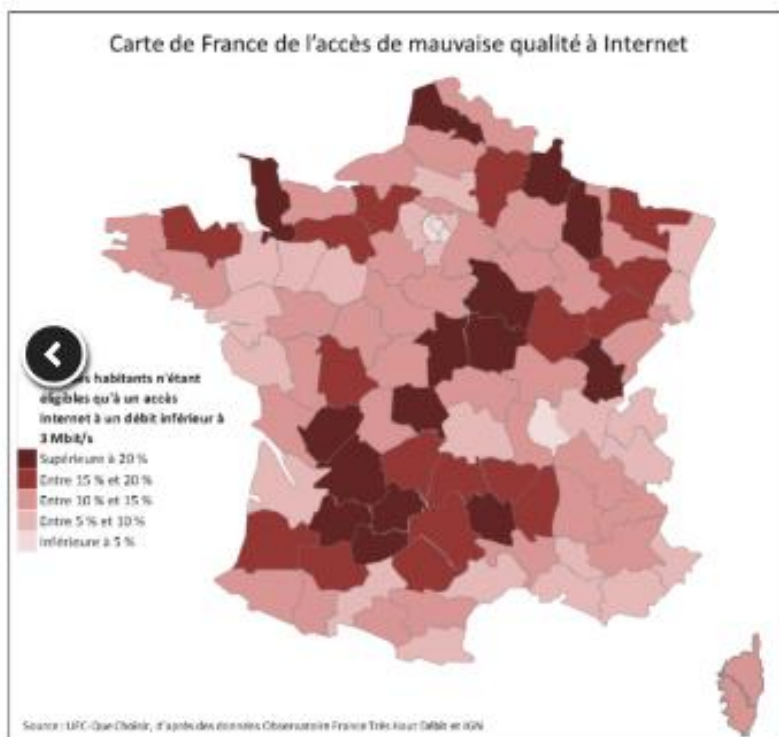 Carte de France de l'accès de mauvaise qualité à Internet
habitants n'étant
éligibles qu'à un accès
Internet à un débit inférieur à
3 Mbit/s
Supérieure à 20 %
Entre 15 % et 20 %
Entre 10 % et 15 %
Entre 5 % et 10 %
Inférieure à 5 %
Source : UFC-Que Choisir, d'après des données Observatoire France Très Haut Débit et IGN